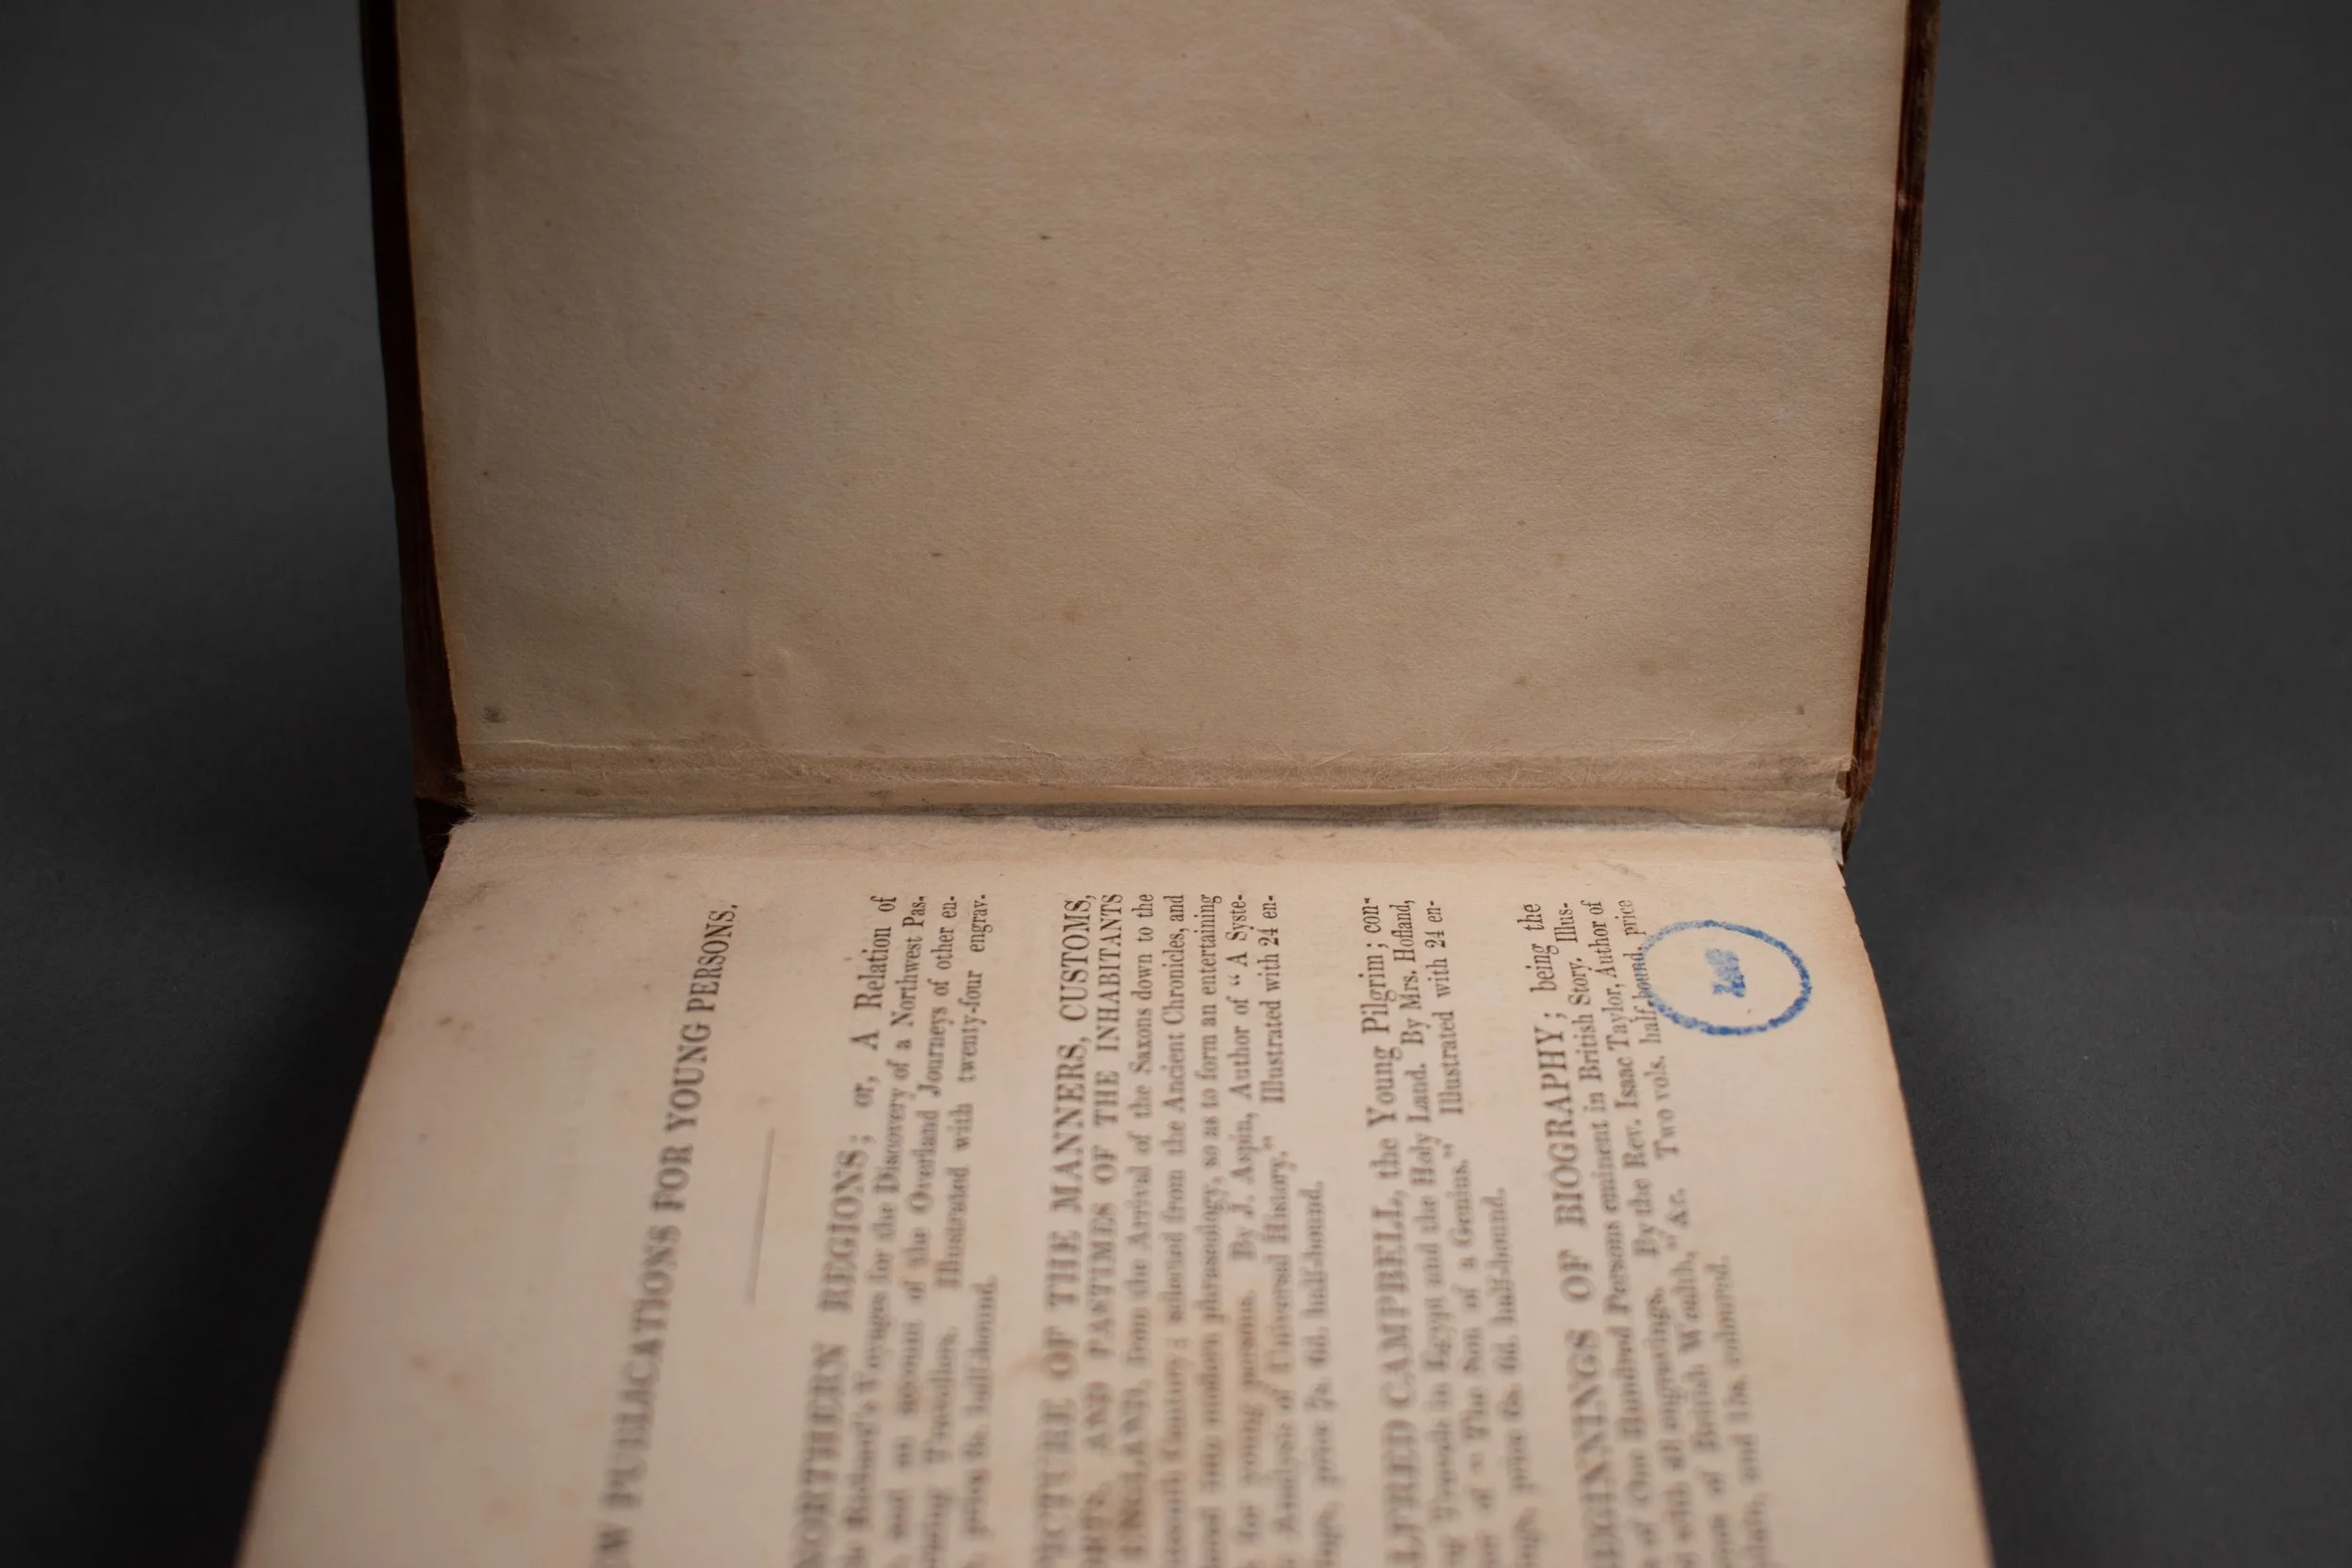 PUBLICATIONS FOR YOUNG PERSONS.
NORTHERN REGIONS; or, A Relation of
Richard's Voyages for the Discovery of a Northwest Pas-
and an account of the Overland Journeys of other en-
Travellers. Illustrated with twenty-four engrav-
half-bound.
PICTURE OF THE MANNERS, CUSTOMS,
AND PASTIMES OF THE INHABITANTS
ENGLAND, from the Arrival of the Saxons down to the
Century; selected from the Ancient Chronicles, and
into modern phraseology, so as to form an entertaining
for young persons. By J. Aspin, Author of "A Syste-
Analysis of Universal History." Illustrated with 24 en-
price 7s. 6d. half-bound.
ALFRED CAMPBELL, the Young Pilgrim; con-
Travels in Egypt and the Holy Land. By Mrs. Hofland,
of "The Son of a Genius." Illustrated with 24 en-
price 6s. 6d. half-bound.
BEGINNINGS OF BIOGRAPHY; being the
of One Hundred Persons eminent in British Story. Illus-
with 48 engravings. By the Rev. Isaac Taylor, Author of
of British Wealth," &c. Two vols. half-bound, price
plain, and coloured.